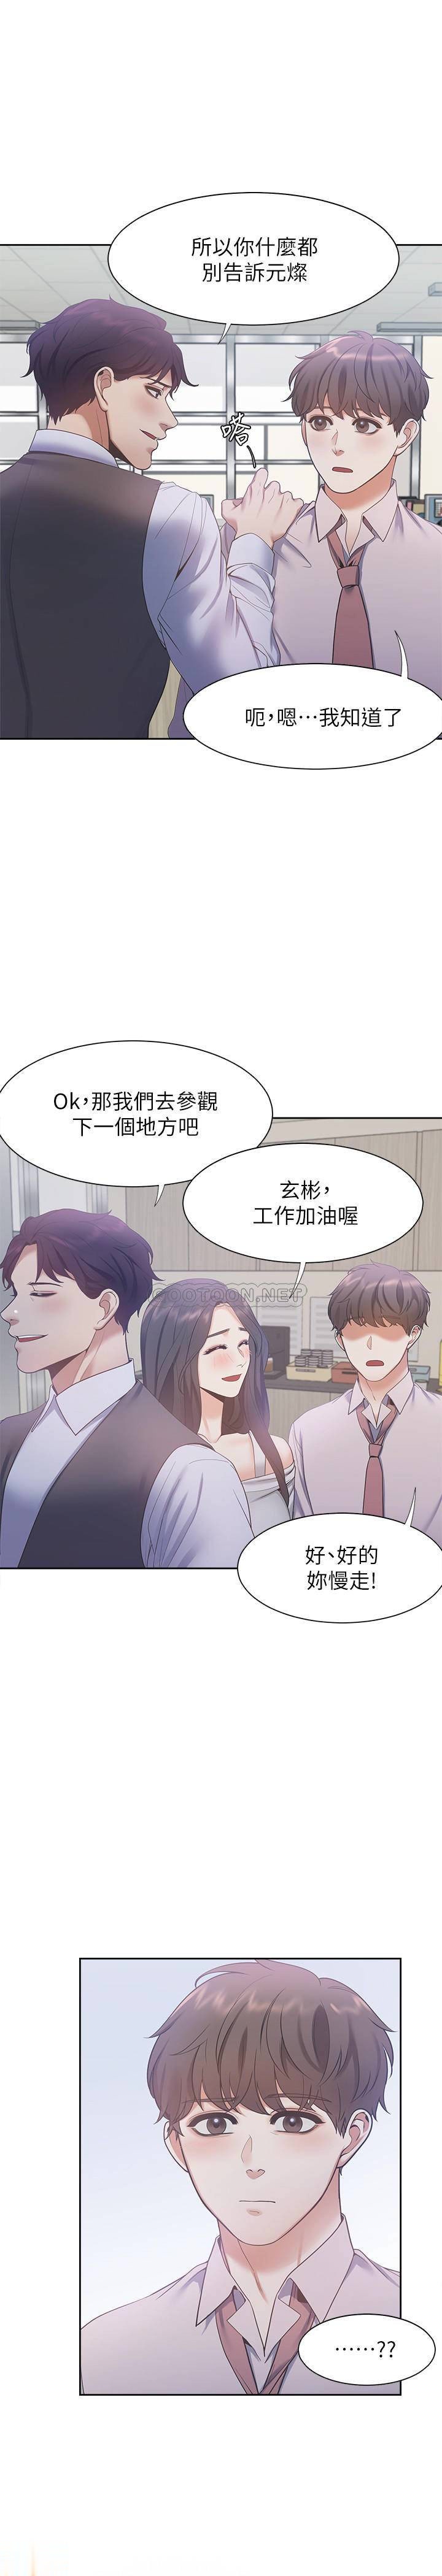 所以你什麼都
別告訴元燦
嗒
呃，嗯…我知道了
Ok，那我們去參觀
下一個地方吧
玄彬，
工作加油喔
TOOTOON.NET
好、好的
妳慢走！
……??